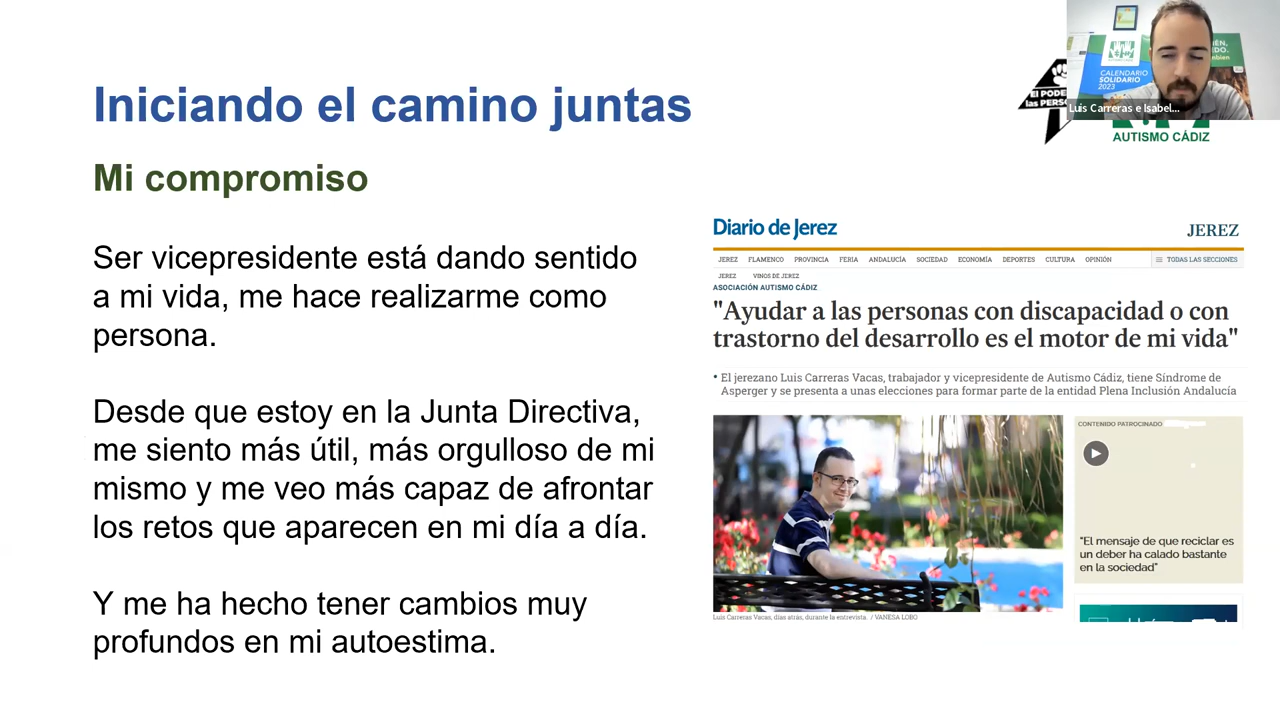 Iniciando el camino juntas
Mi compromiso
Ser vicepresidente está dando sentido
a mi vida, me hace realizarme como
persona.
Desde que estoy en la Junta Directiva,
me siento más útil, más orgulloso de mi
mismo y me veo más capaz de afrontar
los retos que aparecen en mi día a día.
Y me ha hecho tener cambios muy
profundos en mi autoestima.
CALENDARIO
SOLIDARIO
2023
Luis Carreras e Isabel...
AUTISMO CÁDIZ
Diario de Jerez
JEREZ
JEREZ FLAMENCO PROVINCIA FERIA ANDALUCÍA SOCIEDAD ECONOMÍA DEPORTES CULTURA OPINIÓN
TODAS LAS SECCIONES
JEREZ VINOS DE JEREZ
ASOCIACIÓN AUTISMO CÁDIZ
"Ayudar a las personas con discapacidad o con
trastorno del desarrollo es el motor de mi vida"
• El jerezano Luis Carreras Vacas, trabajador y vicepresidente de Autismo Cádiz, tiene Síndrome de
Asperger y se presenta a unas elecciones para formar parte de la entidad Plena Inclusión Andalucía
Luis Carreras Vacas, días atrás, durante la entrevista. / VANESA LOBO
CONTENIDO PATROCINADO
"El mensaje de que reciclar es
un deber ha calado bastante
en la sociedad"